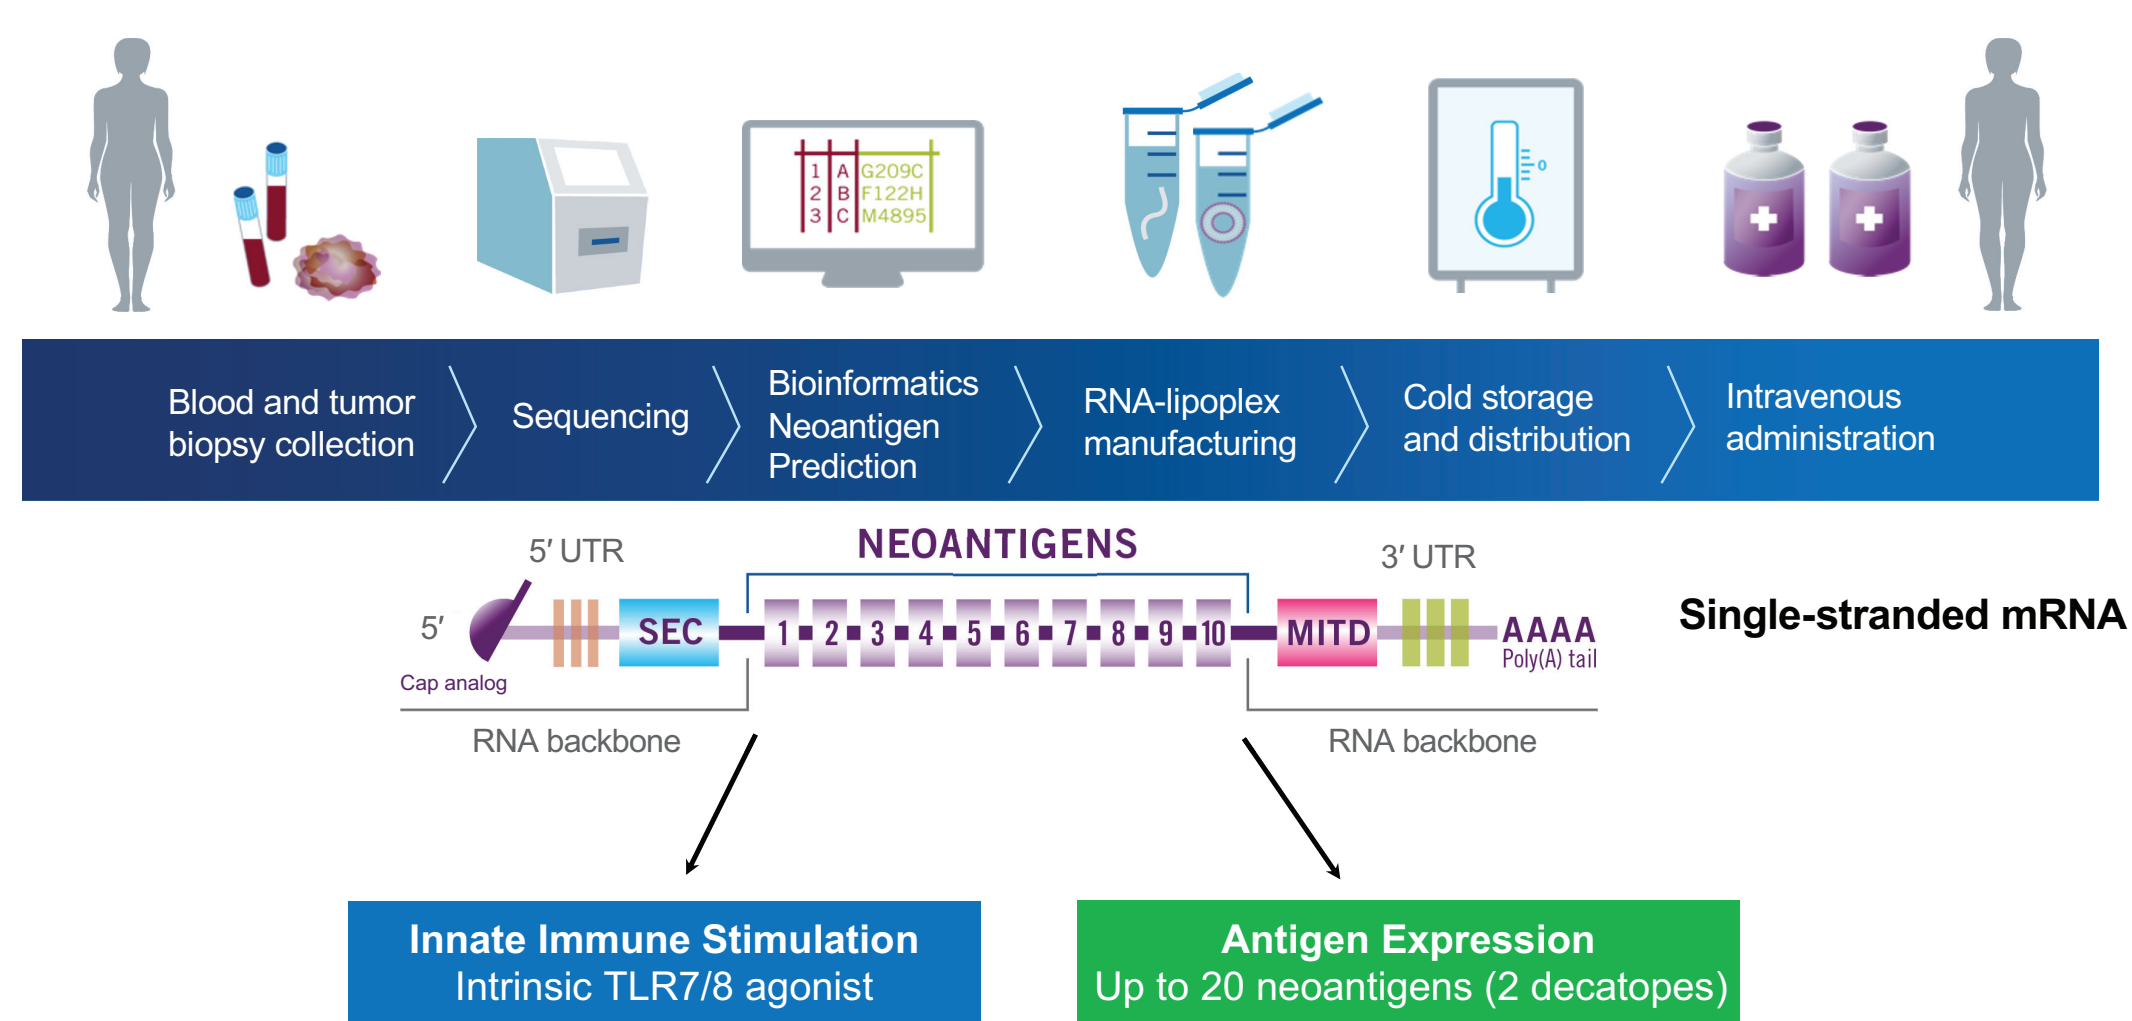 1 A G209C
2 B F122H
3 C M4895
0
Blood and tumor
biopsy collection
Sequencing
Bioinformatics
Neoantigen
Prediction
RNA-lipoplex
manufacturing
Cold storage
and distribution
Intravenous
administration
5′ UTR
NEOANTIGENS
3′ UTR
5′
SEC
1 2 3 4 5 6 7 8 9 10
MITD
AAAA
Poly(A) tail
Single-stranded mRNA
Cap analog
RNA backbone
RNA backbone
Innate Immune Stimulation
Intrinsic TLR7/8 agonist
Antigen Expression
Up to 20 neoantigens (2 decatopes)